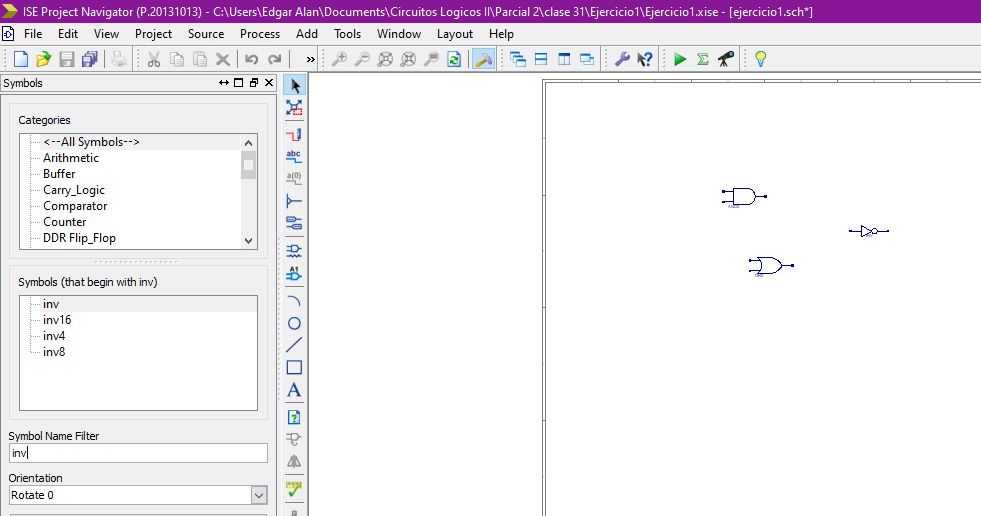 ISE Project Navigator (P.20131013) - C:\Users\Edgar Alan\Documents\Circuitos Logicos II\Parcial 2\clase 31\Ejercicio1\Ejercicio1.xise - [ejercicio1.sch*]
File Edit View Project Source Process Add Tools Window Layout Help
»
Symbols
Categories
<--All Symbols-->
Arithmetic
Buffer
Carry_Logic
Comparator
Counter
DDR Flip_Flop
Symbols (that begin with inv)
inv
inv16
inv4
inv8
Symbol Name Filter
inv
Orientation
Rotate 0
abc
a(0)
A1
A